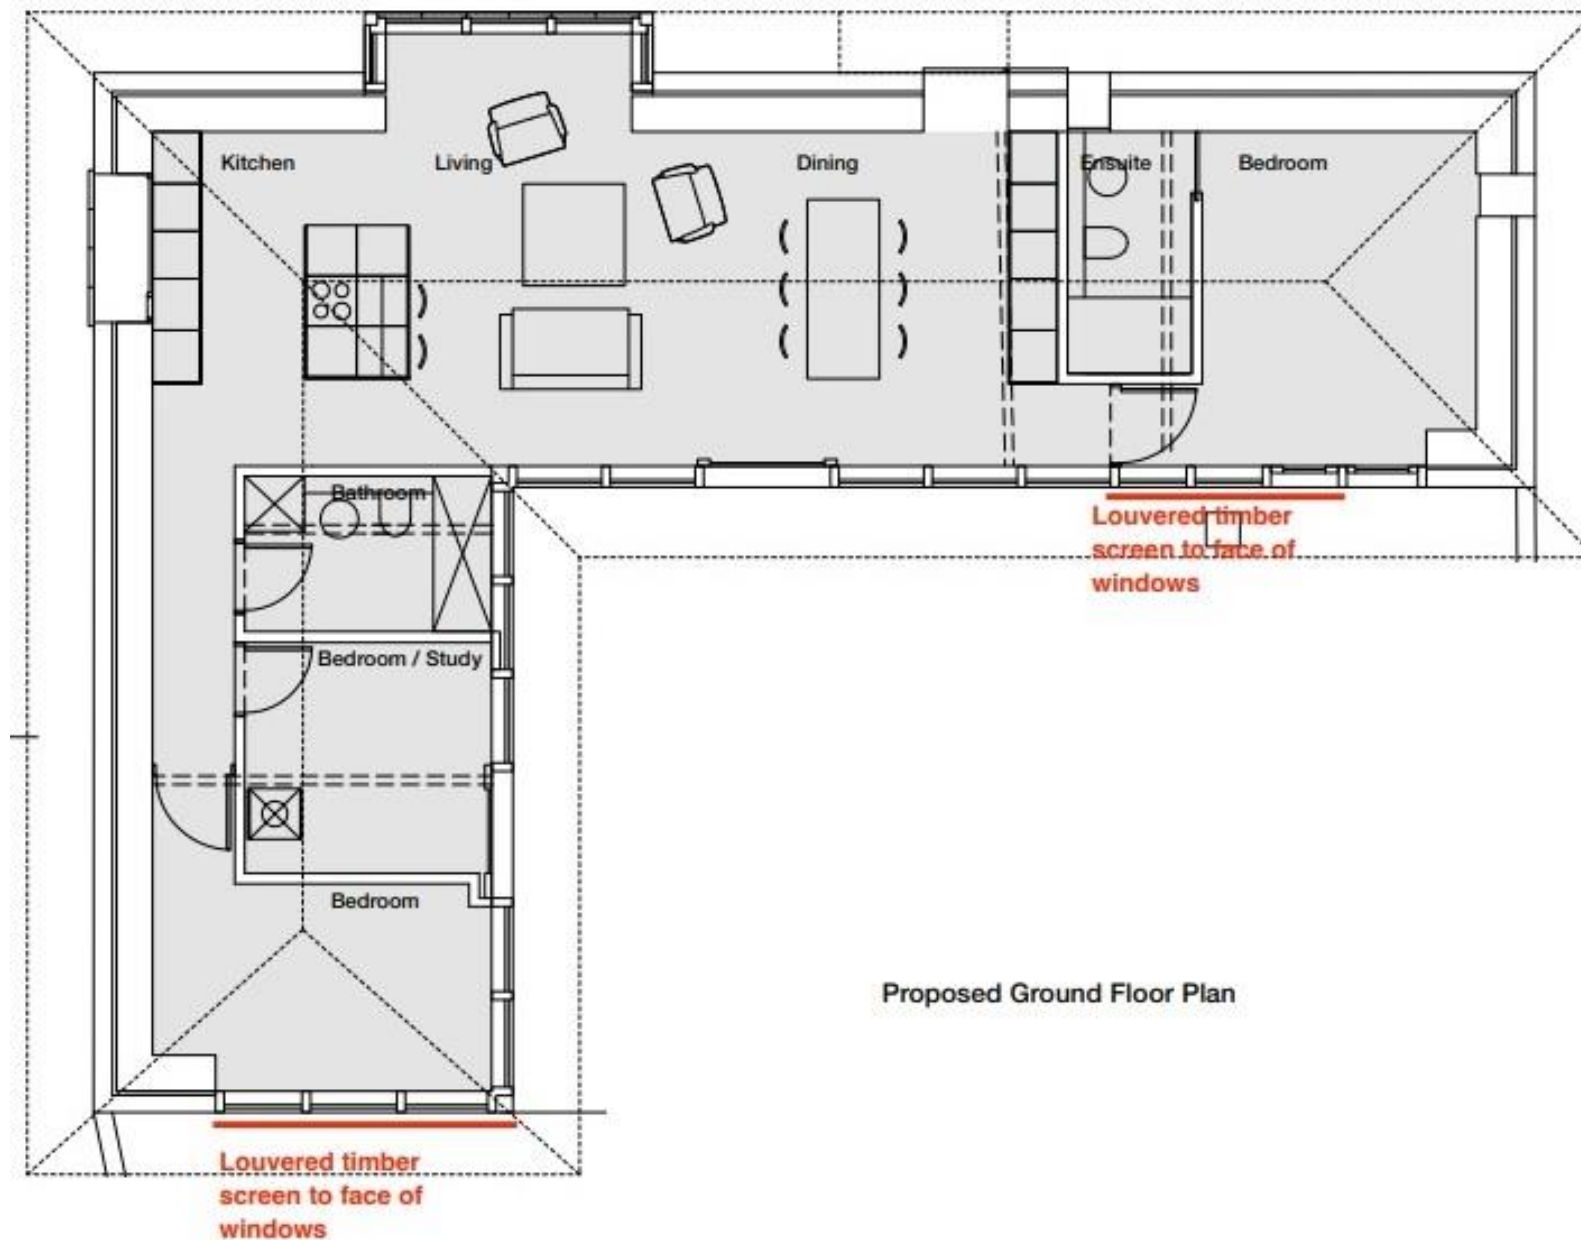 Kitchen
Living
Dining
Ensuite
Bedroom
Bathroom
Louvered timber
screen to face of
windows
Bedroom / Study
Bedroom
Proposed Ground Floor Plan
Louvered timber
screen to face of
windows